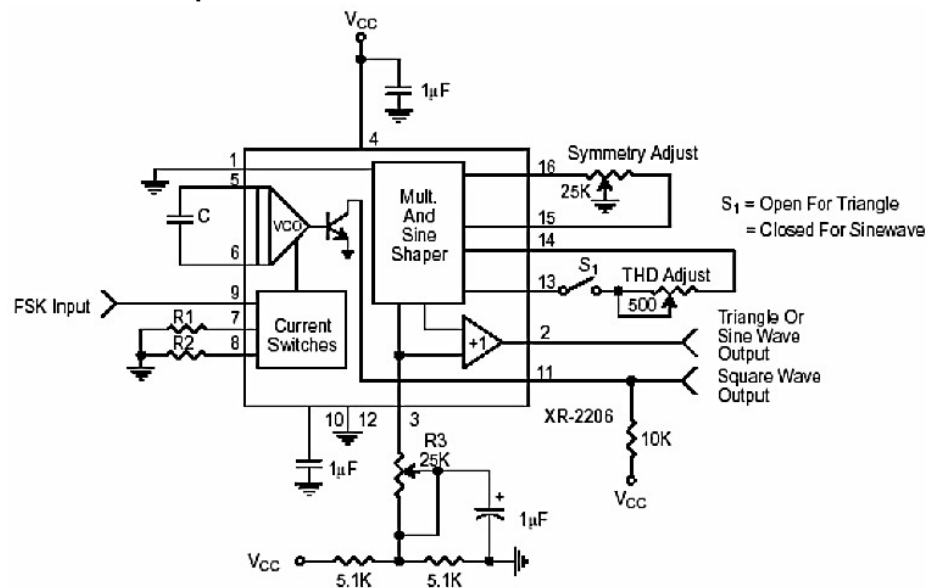 VCC
1µF
4
1
16
Symmetry Adjust
25K
5
C
VCO
Mult.
And
Sine
Shaper
15
S1 = Open For Triangle
= Closed For Sinewave
14
6
S1
THD Adjust
13
500
FSK Input
9
R1
7
R2
8
Current
Switches
+1
2
Triangle Or
Sine Wave
Output
11
Square Wave
Output
10
12
3
XR-2206
1µF
R3
25K
10K
VCC
+
1µF
VCC
5.1K
5.1K